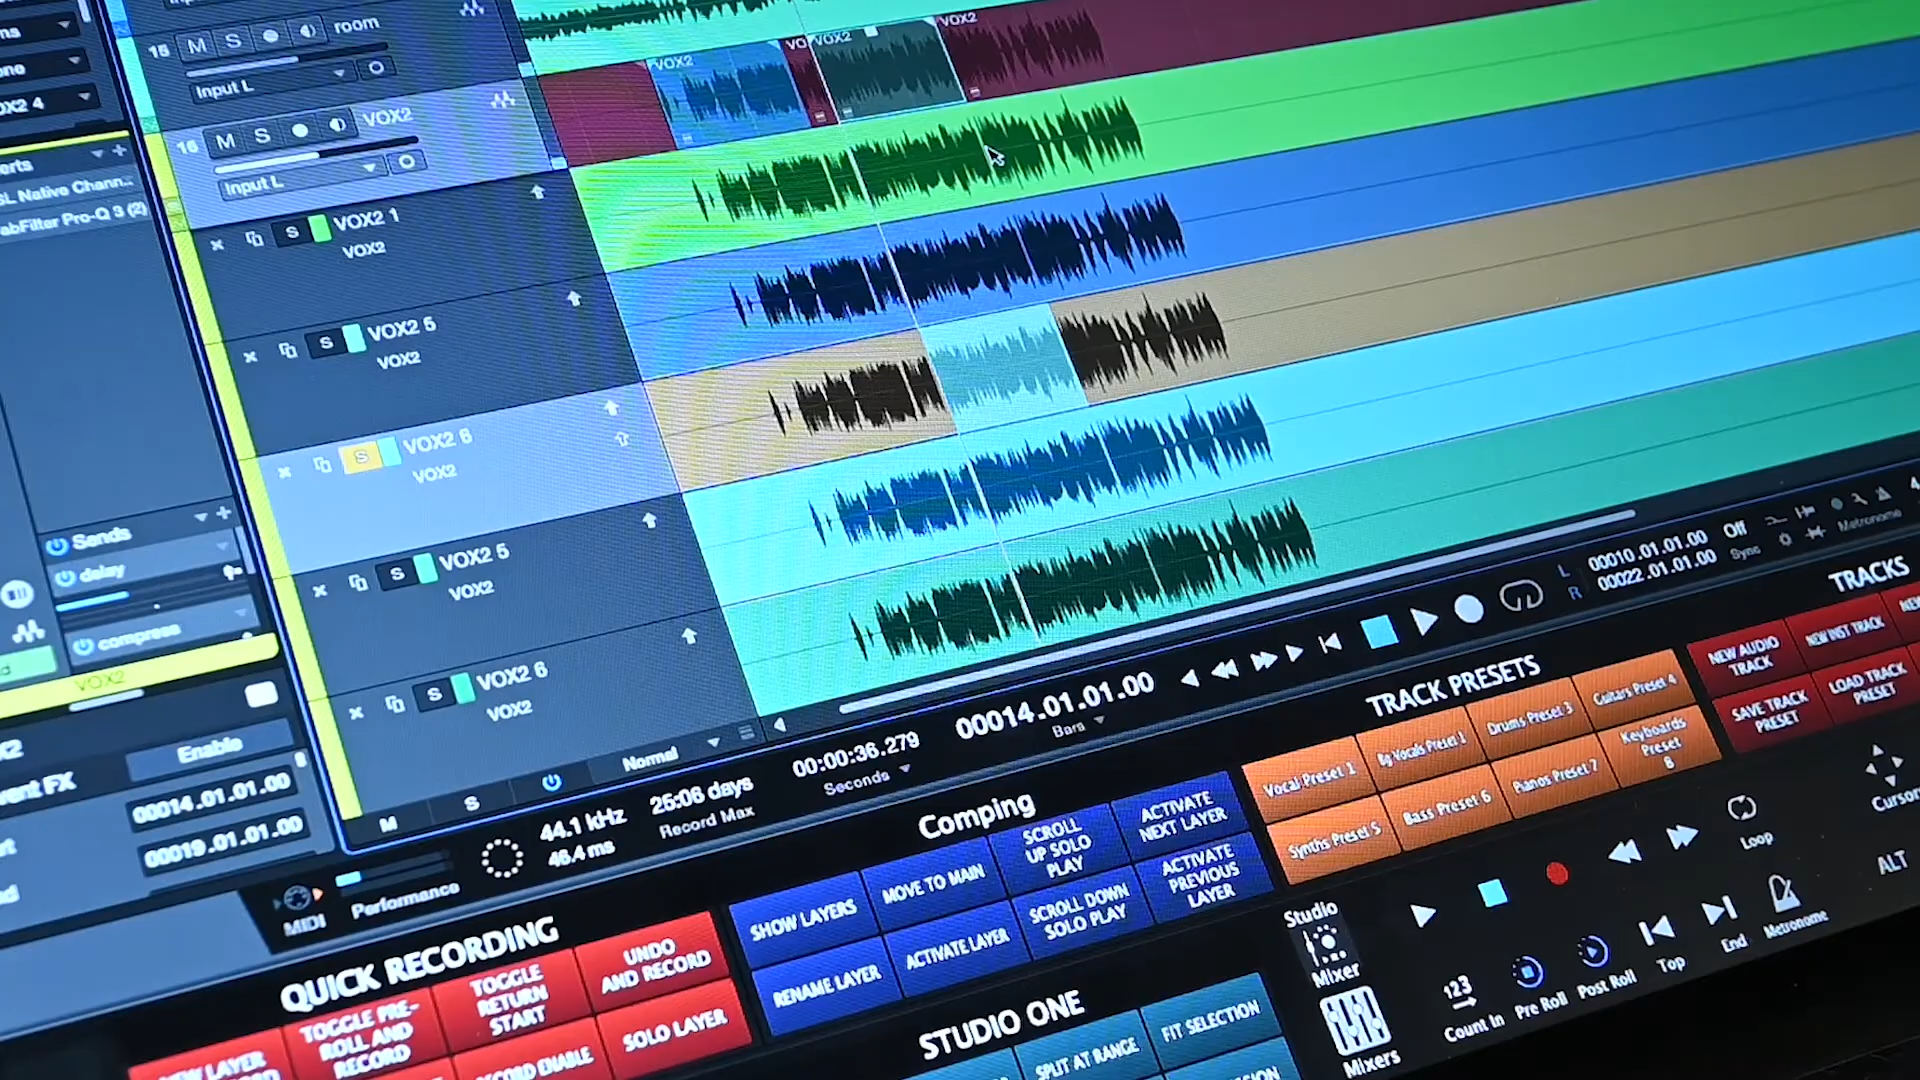 15 M S room
Input L
16 M S VOX2
Input L
VOX2 1
VOX2
S
VOX2 5
VOX2
S
VOX2 6
VOX2
S
VOX2 5
VOX2
S
VOX2 6
VOX2
S
VOX2
VOX2
VOX2
Sends
delay
compress
VOX2
Enable
00014.01.01.00
00019.01.01.00
M S Normal
MIDI
Performance
44.1 kHz
46.4 ms
26:06 days
Record Max
00:00:36.279
Seconds
00014.01.01.00
Bars
L 00010.01.01.00
R 00022.01.01.00
Off
Sync
Metronome
QUICK RECORDING
TOGGLE PRE-
ROLL AND
RECORD
TOGGLE
RETURN
START
UNDO
AND RECORD
NEW LAYER
SOLO LAYER
Comping
SHOW LAYERS
MOVE TO MAIN
SCROLL
UP SOLO
PLAY
ACTIVATE
NEXT LAYER
RENAME LAYER
ACTIVATE LAYER
SCROLL DOWN
SOLO PLAY
ACTIVATE
PREVIOUS
LAYER
STUDIO ONE
SPLIT AT RANGE
FIT SELECTION
TRACK PRESETS
Vocal Preset 1
Bg Vocals Preset 1
Drums Preset 3
Guitars Preset 4
Synths Preset 5
Bass Preset 6
Pianos Preset 7
Keyboards
Preset
8
TRACKS
NEW AUDIO
TRACK
NEW INST TRACK
SAVE TRACK
PRESET
LOAD TRACK
PRESET
Studio
Mixer
Mixers
Loop
Cursor
ALT
123
Count In
Pre Roll
Post Roll
Top
End
Metronome